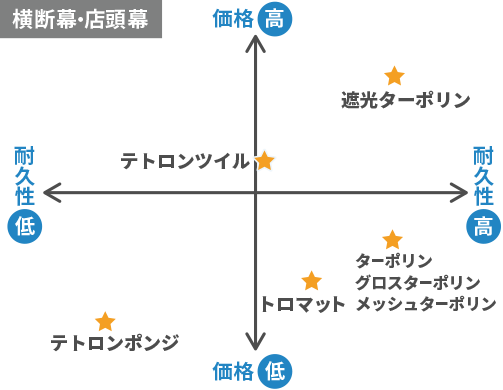 横断幕・店頭幕
価格 高
遮光ターポリン
テトロンツイル
耐久性 低
耐久性 高
ターポリン
グロスターポリン
メッシュターポリン
トロマット
テトロンポンジ
価格 低